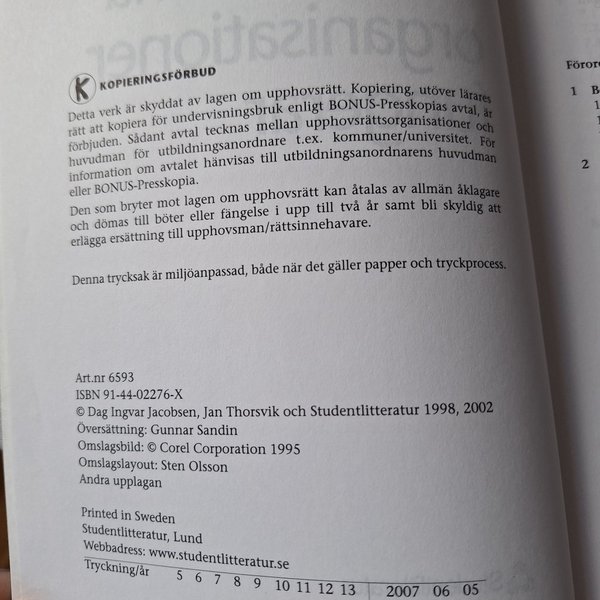 organisationer
K KOPIERINGSFÖRBUD
Detta verk är skyddat av lagen om upphovsrätt. Kopiering, utöver lärares
rätt att kopiera för undervisningsbruk enligt BONUS-Presskopias avtal, är
förbjuden. Sådant avtal tecknas mellan upphovsrättsorganisationer och
huvudman för utbildningsanordnare t.ex. kommuner/universitet. För
information om avtalet hänvisas till utbildningsanordnarens huvudman
eller BONUS-Presskopia.
Den som bryter mot lagen om upphovsrätt kan åtalas av allmän åklagare
och dömas till böter eller fängelse i upp till två år samt bli skyldig att
erlägga ersättning till upphovsman/rättsinnehavare.
Denna trycksak är miljöanpassad, både när det gäller papper och tryckprocess.
Art.nr 6593
ISBN 91-44-02276-X
© Dag Ingvar Jacobsen, Jan Thorsvik och Studentlitteratur 1998, 2002
Översättning: Gunnar Sandin
Omslagsbild: © Corel Corporation 1995
Omslagslayout: Sten Olsson
Andra upplagan
Printed in Sweden
Studentlitteratur, Lund
Webbadress: www.studentlitteratur.se
Tryckning/år 5 6 7 8 9 10 11 12 13 2007 06 05
Föror
1 B
1
1
2